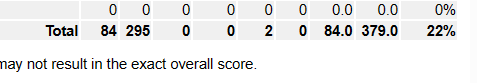 0 0 0 0 0 0 0.0 0.0 0%
Total 84 295 0 0 2 0 84.0 379.0 22%
may not result in the exact overall score.